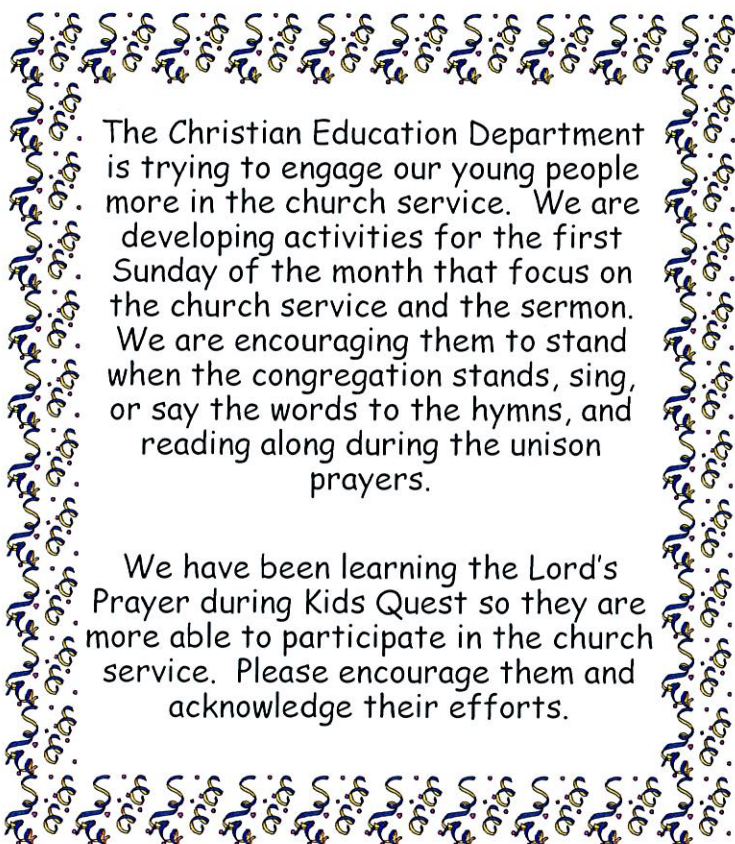 The Christian Education Department
is trying to engage our young people
more in the church service.  We are
developing activities for the first
Sunday of the month that focus on
the church service and the sermon.
We are encouraging them to stand
when the congregation stands, sing,
or say the words to the hymns, and
reading along during the unison
prayers.
We have been learning the Lord's
Prayer during Kids Quest so they are
more able to participate in the church
service.  Please encourage them and
acknowledge their efforts.